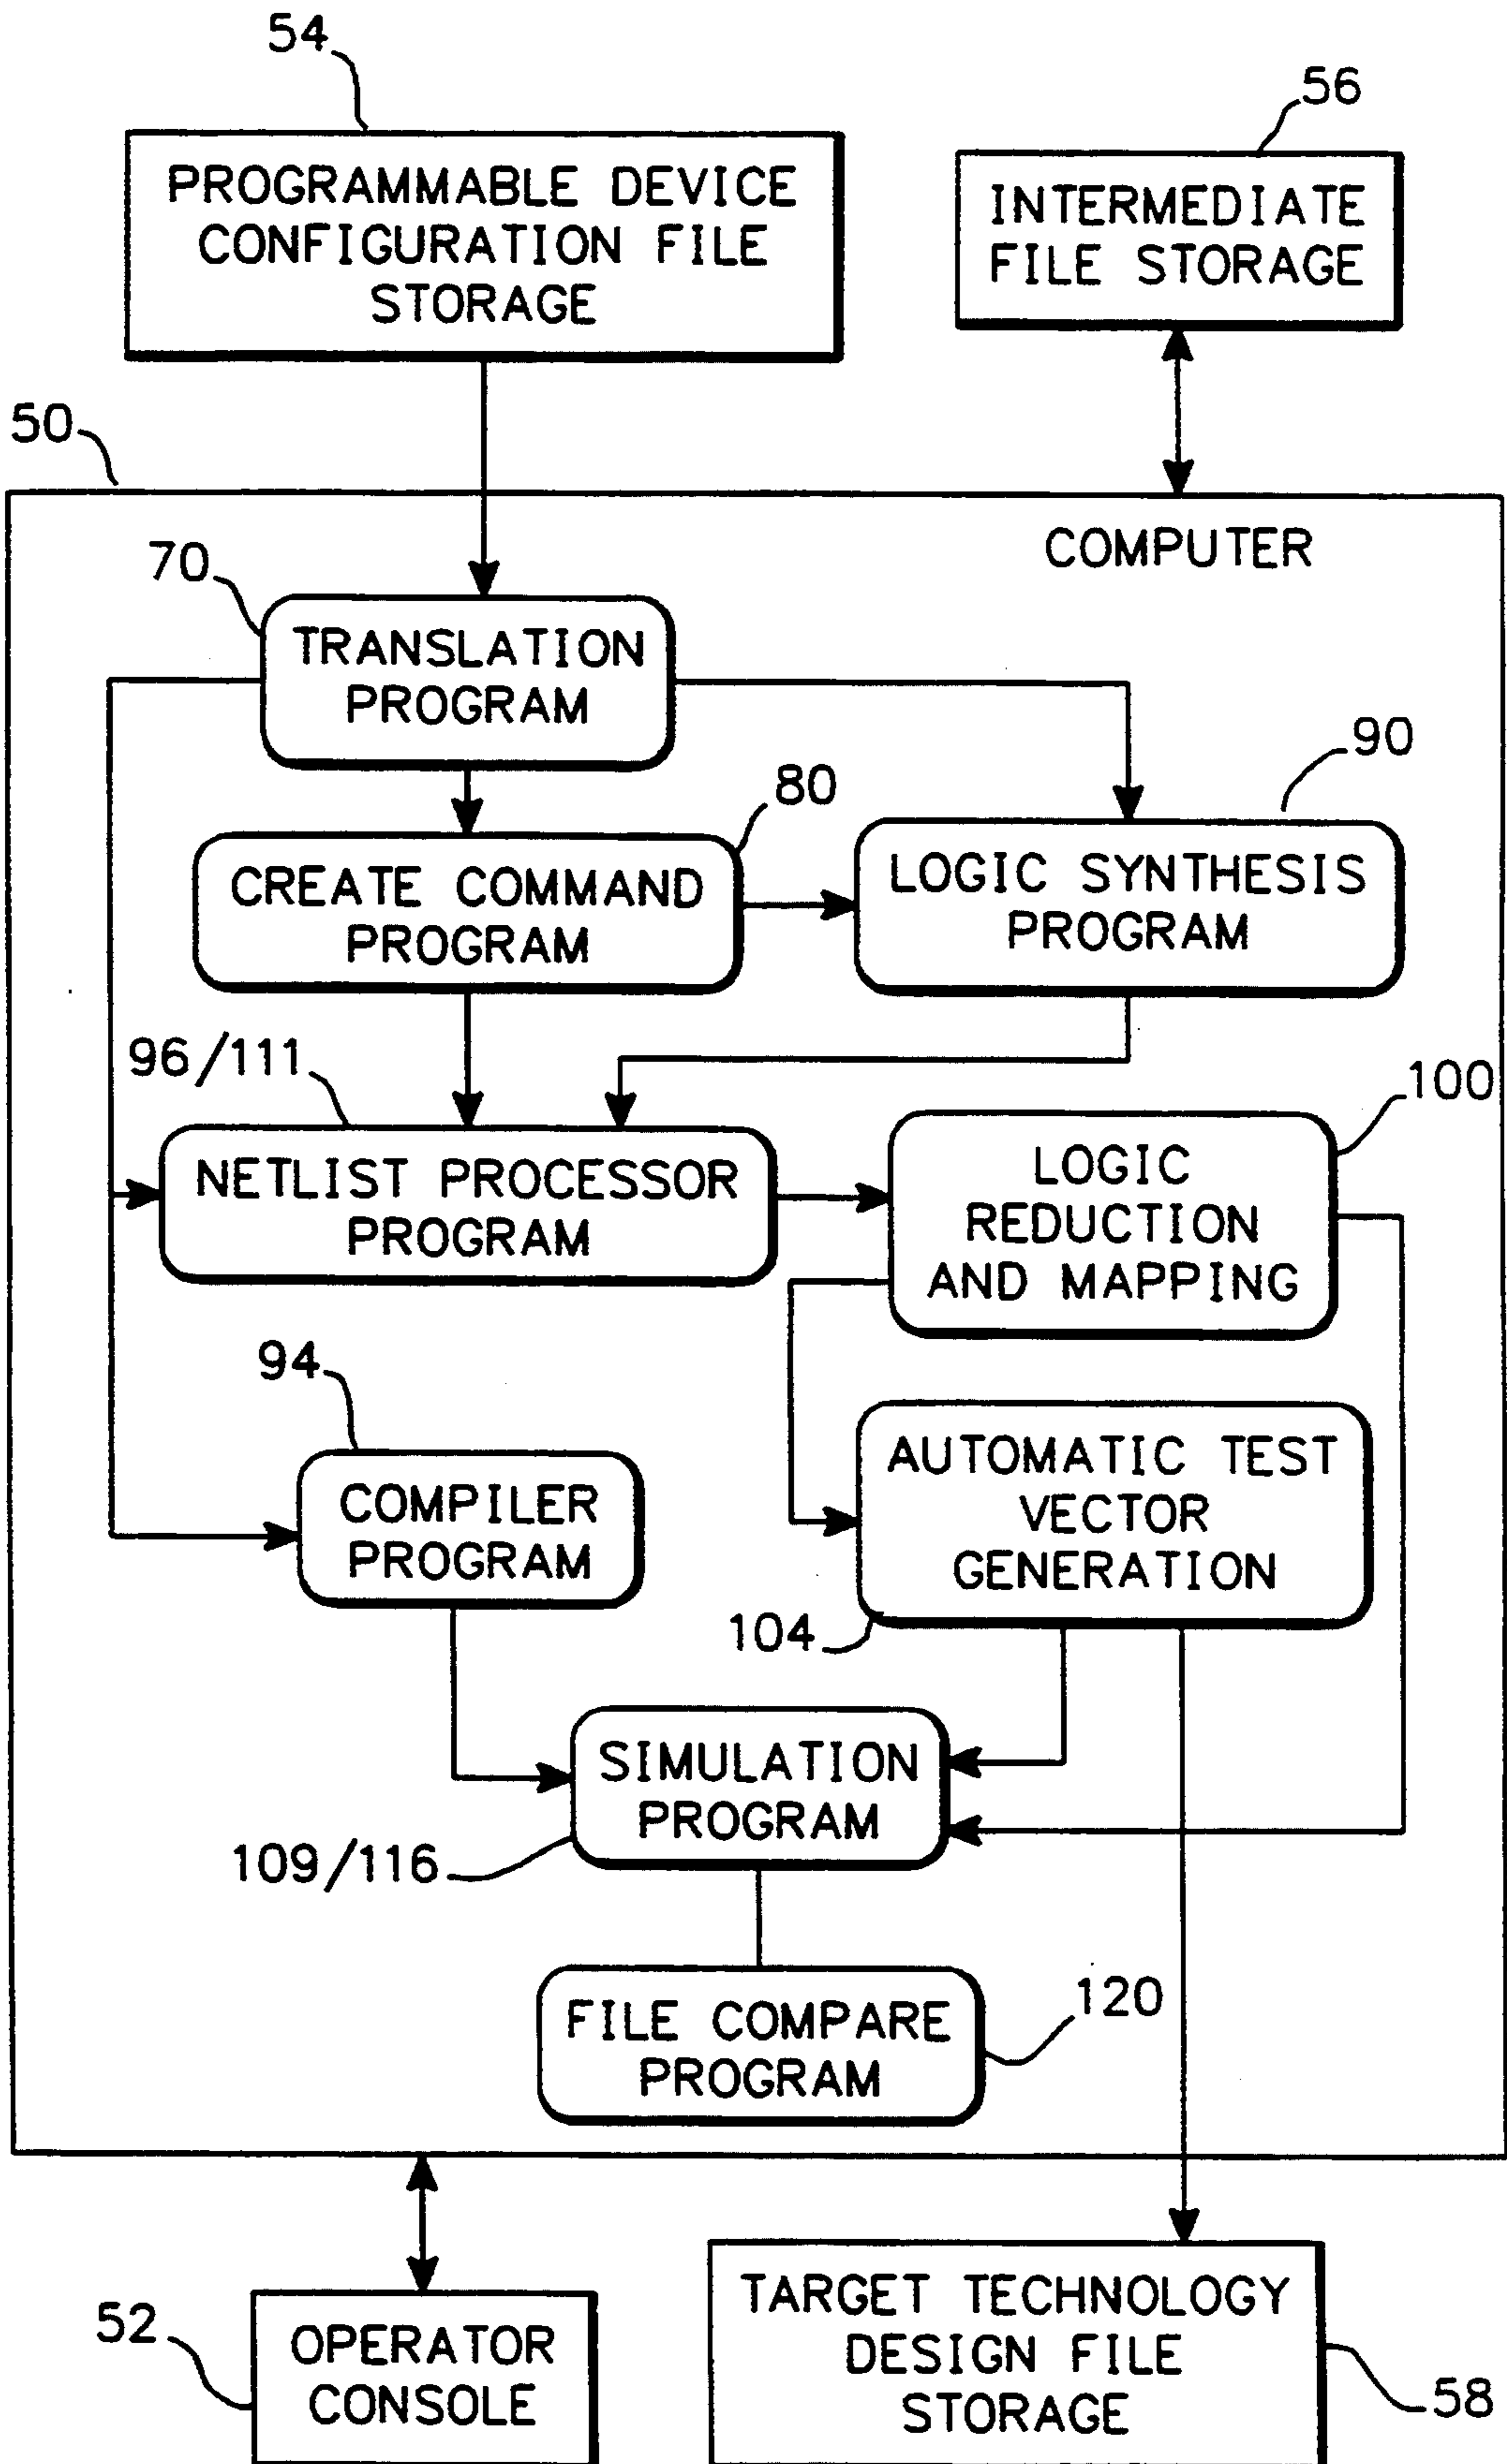 54
56
PROGRAMMABLE DEVICE
CONFIGURATION FILE
STORAGE
INTERMEDIATE
FILE STORAGE
50
COMPUTER
70
TRANSLATION
PROGRAM
90
80
CREATE COMMAND
PROGRAM
LOGIC SYNTHESIS
PROGRAM
96/111
100
NETLIST PROCESSOR
PROGRAM
LOGIC
REDUCTION
AND MAPPING
94
COMPILER
PROGRAM
AUTOMATIC TEST
VECTOR
GENERATION
104
SIMULATION
PROGRAM
109/116
FILE COMPARE
PROGRAM
120
52
OPERATOR
CONSOLE
TARGET TECHNOLOGY
DESIGN FILE
STORAGE
58